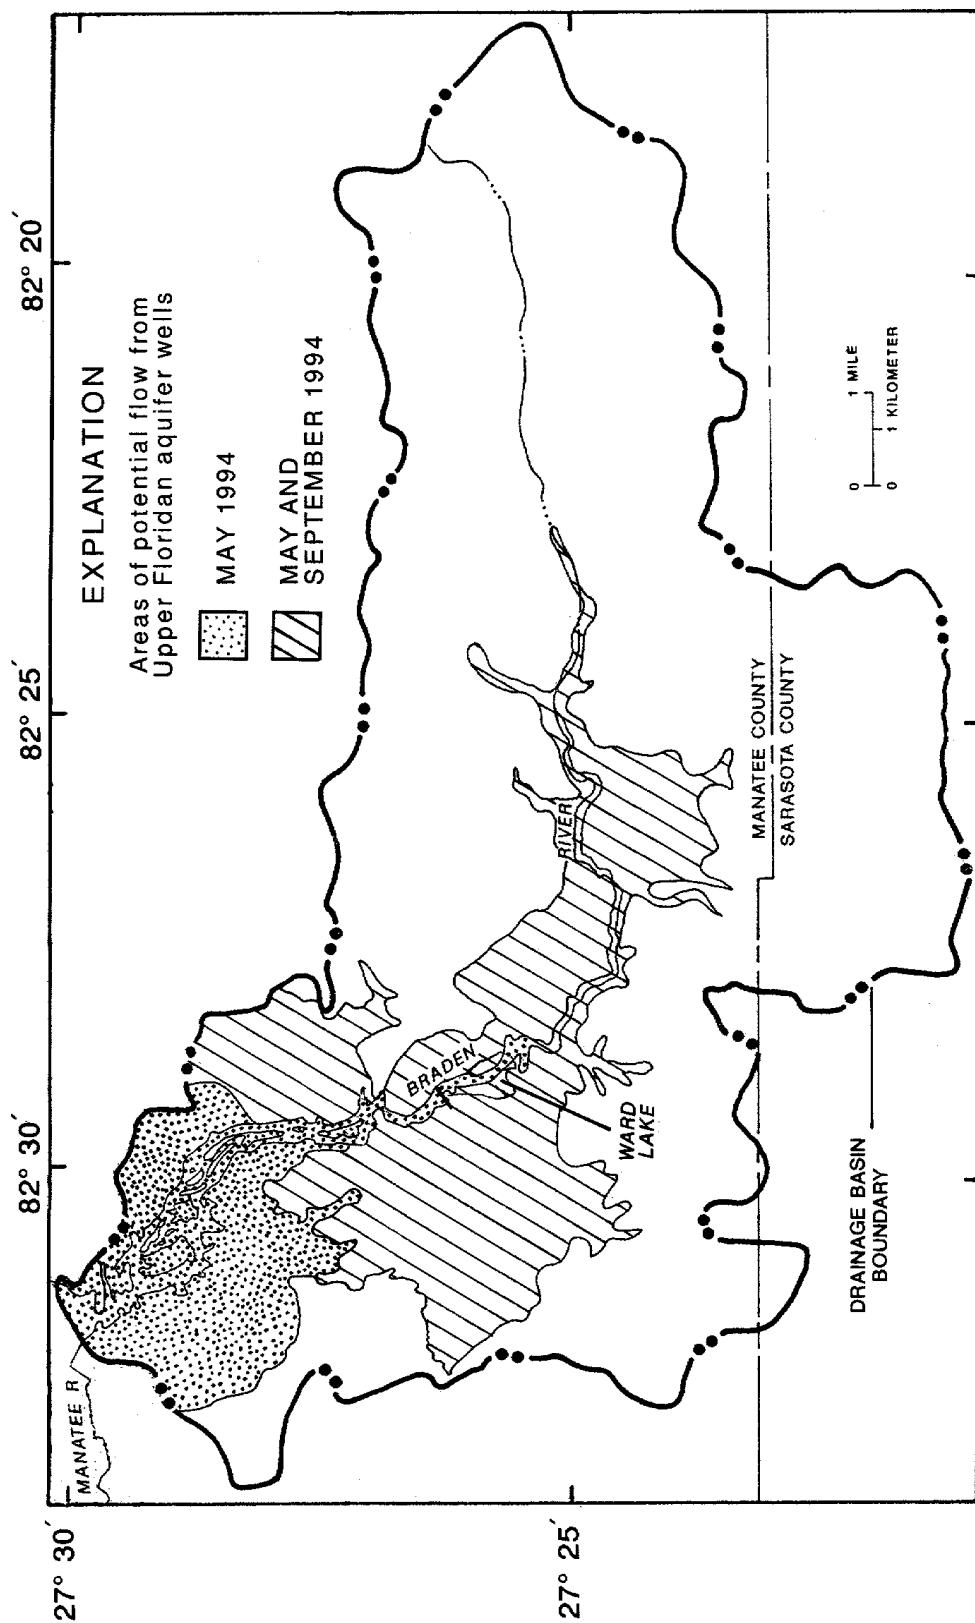 82° 30´
82° 25´
82° 20´
27° 30´
27° 25´
EXPLANATION
Areas of potential flow from
Upper Floridan aquifer wells
MAY 1994
MAY AND
SEPTEMBER 1994
MANATEE R
BRADEN
RIVER
WARD
LAKE
MANATEE COUNTY
SARASOTA COUNTY
DRAINAGE BASIN
BOUNDARY
0 1 MILE
0 1 KILOMETER